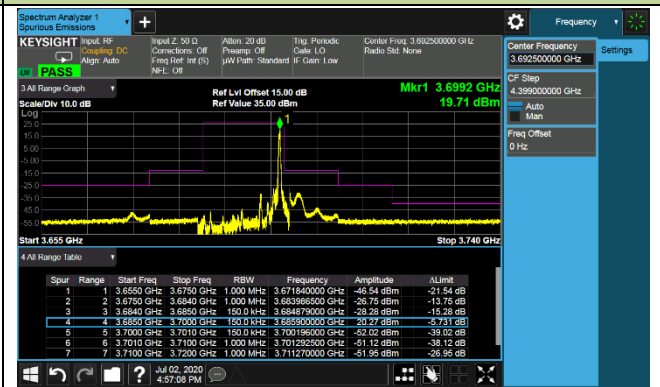 Spectrum Analyzer 1
Spurious Emissions
+
Frequency
KEYSIGHT
Input: RF
Coupling: DC
Align: Auto
Input Z: 50 Ω
Corrections: Off
Freq Ref: Int (S)
NFE: Off
Atten: 20 dB
Preamp: Off
µW Path: Standard
Trig: Periodic
Gate: LO
IF Gain: Low
Center Freq: 3.692500000 GHz
Radio Std: None
PASS
Center Frequency
3.692500000 GHz
Settings
CF Step
4.399000000 GHz
Auto
Man
Freq Offset
0 Hz
3 All Range Graph
Scale/Div 10.0 dB
Ref Lvl Offset 15.00 dB
Ref Value 35.00 dBm
Mkr1 3.6992 GHz
19.71 dBm
Log
25.0
15.0
5.00
-5.00
-15.0
-25.0
-35.0
-45.0
-55.0
1
Start 3.655 GHz
Stop 3.740 GHz
4 All Range Table
Spur Range Start Freq Stop Freq RBW Frequency Amplitude ΔLimit
1 1 3.6550 GHz 3.6750 GHz 1.000 MHz 3.671840000 GHz -46.54 dBm -21.54 dB
2 2 3.6750 GHz 3.6840 GHz 1.000 MHz 3.683986500 GHz -26.75 dBm -13.75 dB
3 3 3.6840 GHz 3.6850 GHz 150.0 kHz 3.684879000 GHz -28.28 dBm -15.28 dB
4 4 3.6850 GHz 3.7000 GHz 150.0 kHz 3.685900000 GHz 20.27 dBm -5.731 dB
5 5 3.7000 GHz 3.7010 GHz 150.0 kHz 3.700196000 GHz -52.02 dBm -39.02 dB
6 6 3.7010 GHz 3.7100 GHz 1.000 MHz 3.701292500 GHz -51.12 dBm -38.12 dB
7 7 3.7100 GHz 3.7200 GHz 1.000 MHz 3.711270000 GHz -51.95 dBm -26.95 dB
?
Jul 02, 2020
4:57:08 PM